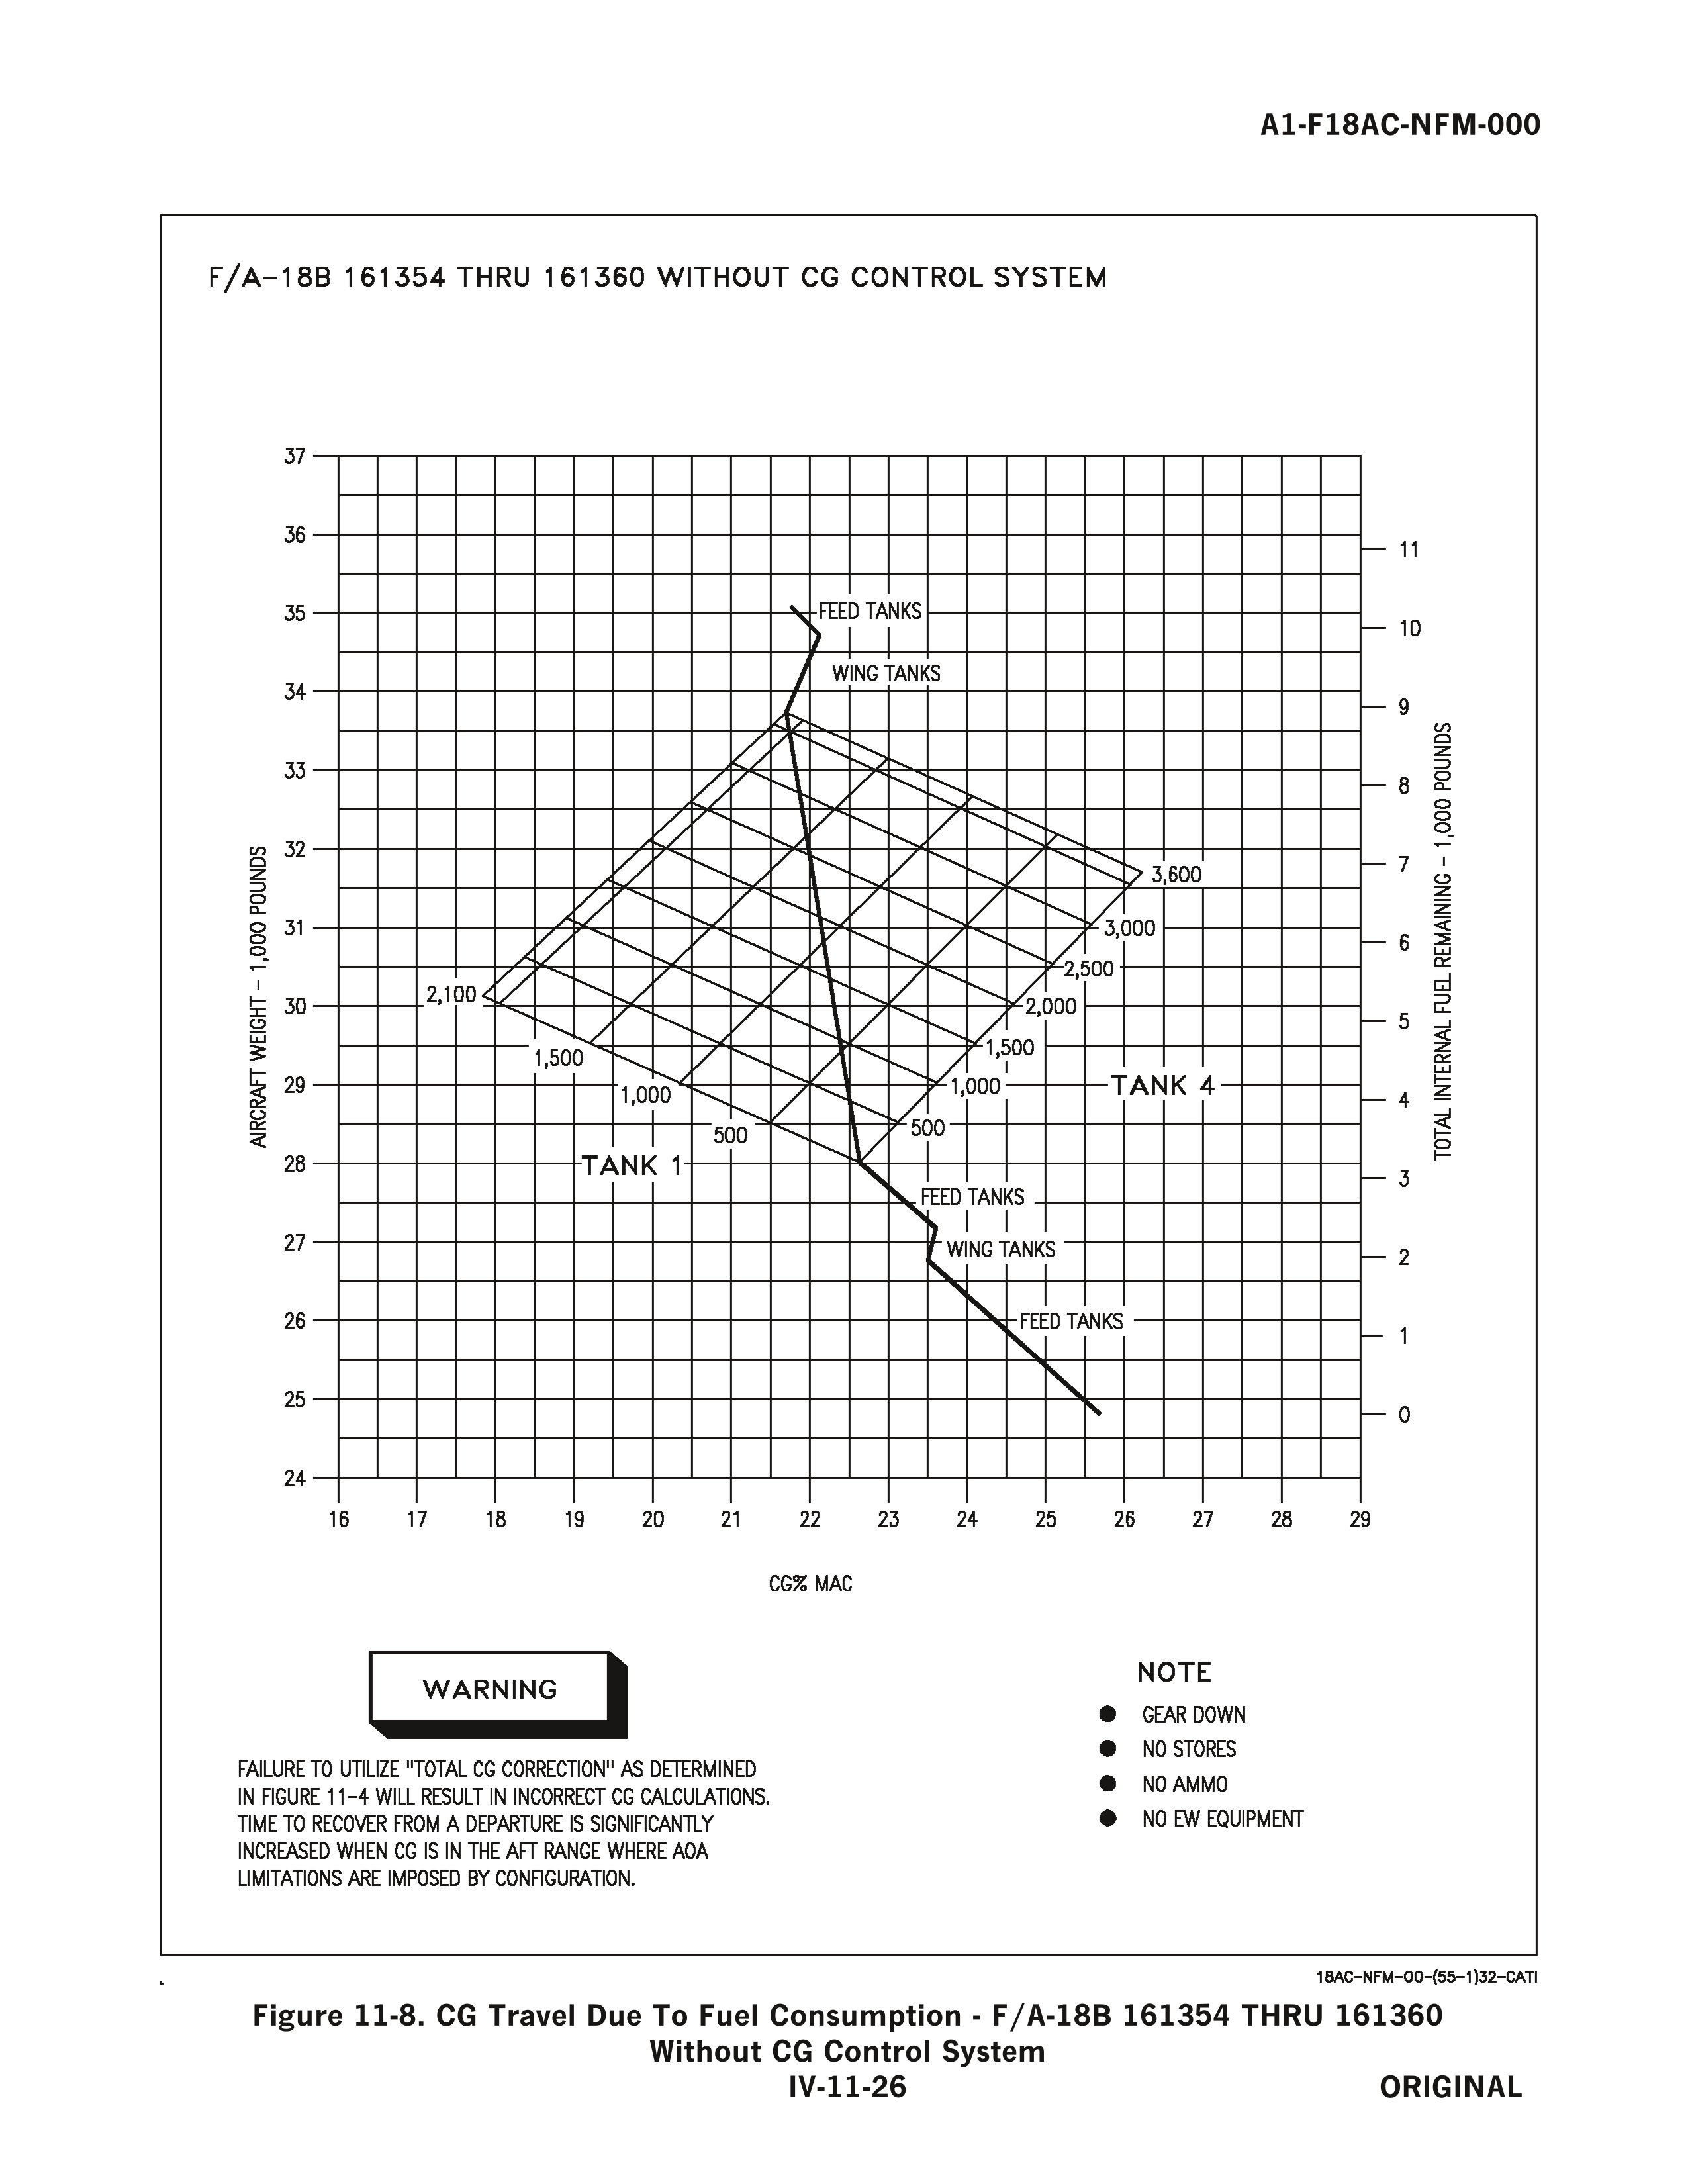 A1-F18AC-NFM-000
F/A-18B 161354 THRU 161360 WITHOUT CG CONTROL SYSTEM
37
36
35
34
33
32
31
30
29
28
27
26
25
24
AIRCRAFT WEIGHT - 1,000 POUNDS
FEED TANKS
WING TANKS
3,600
3,000
2,500
2,000
1,500
1,000
500
TANK 4
2,100
1,500
1,000
500
TANK 1
FEED TANKS
WING TANKS
FEED TANKS
11
10
9
8
7
6
5
4
3
2
1
0
TOTAL INTERNAL FUEL REMAINING - 1,000 POUNDS
16 17 18 19 20 21 22 23 24 25 26 27 28 29
CG% MAC
WARNING
FAILURE TO UTILIZE "TOTAL CG CORRECTION" AS DETERMINED
IN FIGURE 11-4 WILL RESULT IN INCORRECT CG CALCULATIONS.
TIME TO RECOVER FROM A DEPARTURE IS SIGNIFICANTLY
INCREASED WHEN CG IS IN THE AFT RANGE WHERE AOA
LIMITATIONS ARE IMPOSED BY CONFIGURATION.
NOTE
● GEAR DOWN
● NO STORES
● NO AMMO
● NO EW EQUIPMENT
18AC-NFM-00-(55-1)32-CATI
Figure 11-8. CG Travel Due To Fuel Consumption - F/A-18B 161354 THRU 161360
Without CG Control System
IV-11-26
ORIGINAL